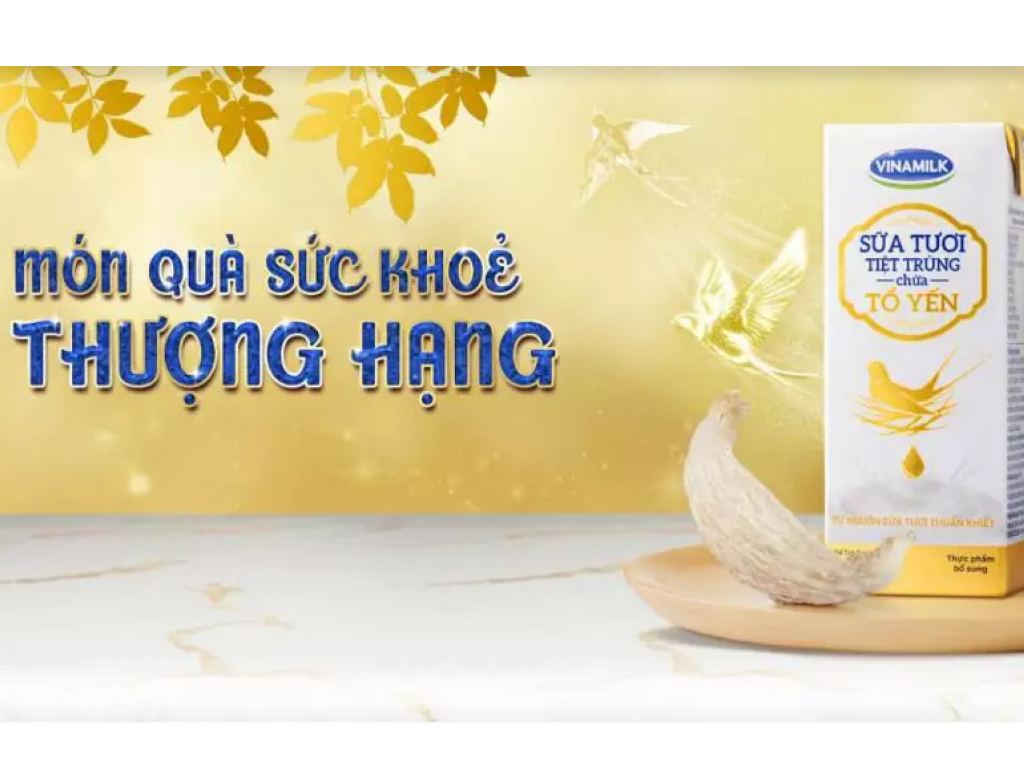 MÓN QUÀ SỨC KHOẺ
THƯỢNG HẠNG
VINAMILK
SỮA TƯƠI
TIỆT TRÙNG
chứa
TỔ YẾN
TỪ NGUỒN SỮA TƯƠI THUẦN KHIẾT
Thực phẩm
bổ sung